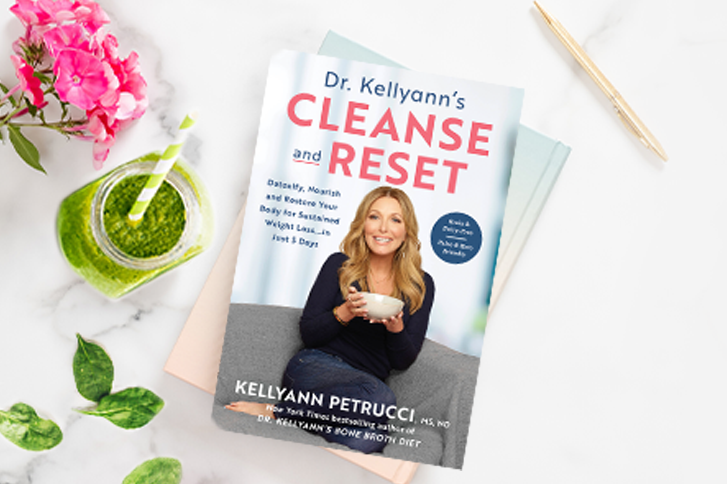 Dr. Kellyann's
CLEANSE
and RESET
Detoxify, Nourish
and Restore Your
Body for Sustained
Weight Loss...in
Just 5 Days
KELLYANN PETRUCCI, MS, ND
New York Times bestselling author of
DR. KELLYANN'S BONE BROTH DIET